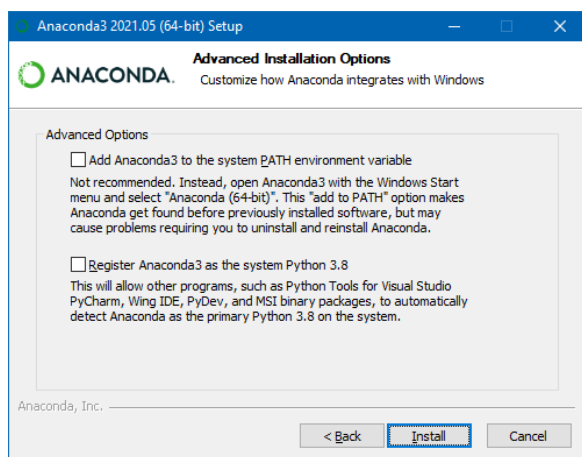 Anaconda3 2021.05 (64-bit) Setup
Advanced Installation Options
ANACONDA.
Customize how Anaconda integrates with Windows
Advanced Options
Add Anaconda3 to the system PATH environment variable
Not recommended. Instead, open Anaconda3 with the Windows Start
menu and select "Anaconda (64-bit)". This "add to PATH" option makes
Anaconda get found before previously installed software, but may
cause problems requiring you to uninstall and reinstall Anaconda.
Register Anaconda3 as the system Python 3.8
This will allow other programs, such as Python Tools for Visual Studio
PyCharm, Wing IDE, PyDev, and MSI binary packages, to automatically
detect Anaconda as the primary Python 3.8 on the system.
Anaconda, Inc.
< Back
Install
Cancel